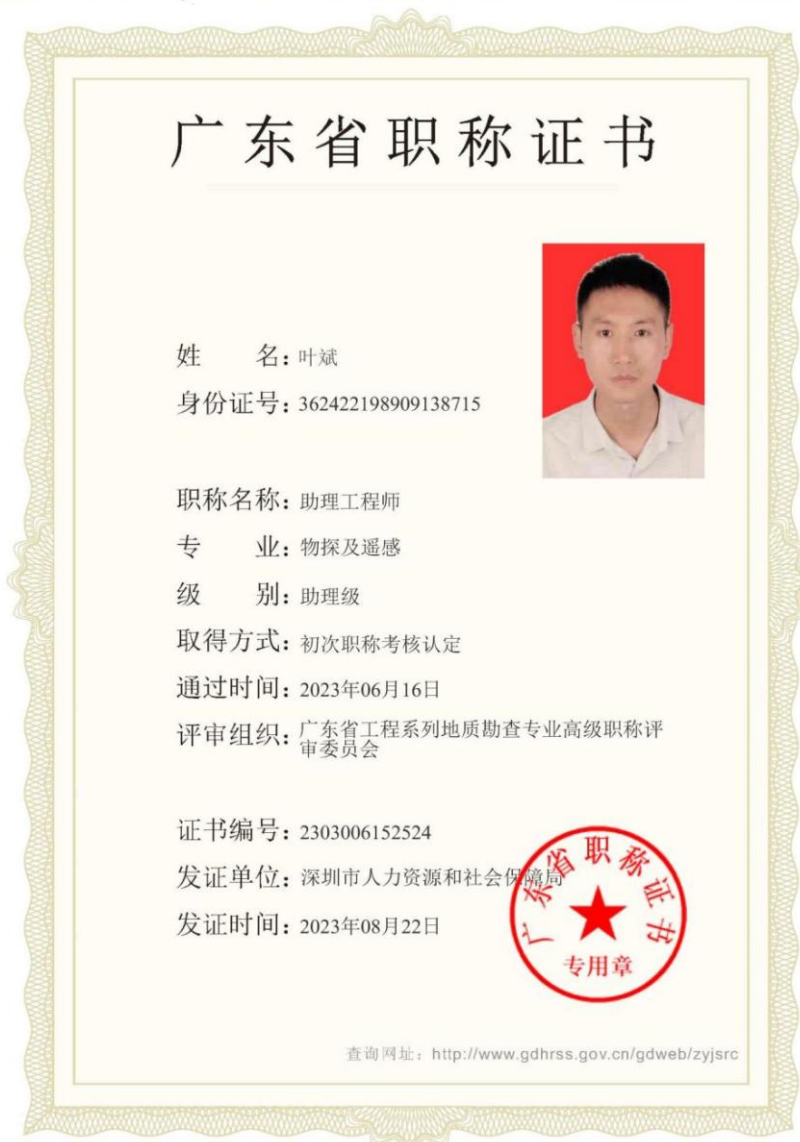 广东省职称证书
姓　　名：叶斌
身份证号：362422198909138715
职称名称：助理工程师
专　　业：物探及遥感
级　　别：助理级
取得方式：初次职称考核认定
通过时间：2023年06月16日
评审组织：广东省工程系列地质勘查专业高级职称评
审委员会
证书编号：2303006152524
发证单位：深圳市人力资源和社会保障局
发证时间：2023年08月22日
广东省职称证书
专用章
查询网址：http://www.gdhrss.gov.cn/gdweb/zyjsrc